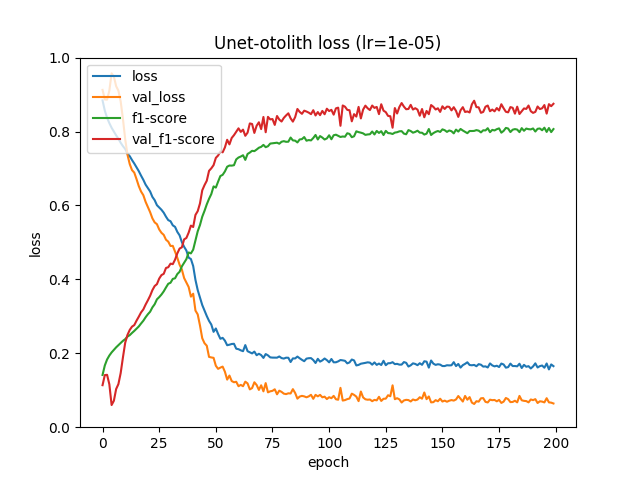 Unet-otolith loss (lr=1e-05)
loss
val_loss
f1-score
val_f1-score
1.0
0.8
0.6
0.4
0.2
0.0
loss
0 25 50 75 100 125 150 175 200
epoch